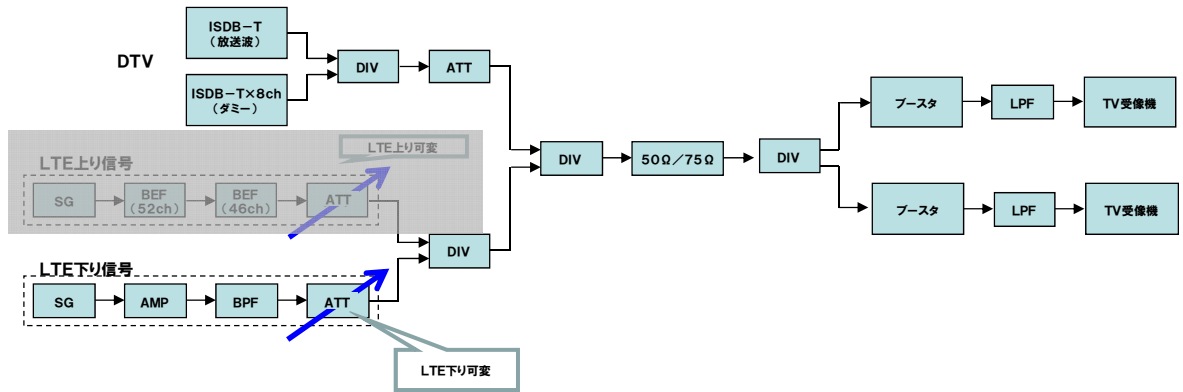 ISDB-T
(放送波)
DTV
DIV
ATT
ISDB-T×8ch
(ダミー)
LTE上り可変
LTE上り信号
SG
BEF
(52ch)
BEF
(46ch)
ATT
DIV
LTE下り信号
SG
AMP
BPF
ATT
LTE下り可変
DIV
50Ω/75Ω
DIV
ブースタ
LPF
TV受像機
ブースタ
LPF
TV受像機